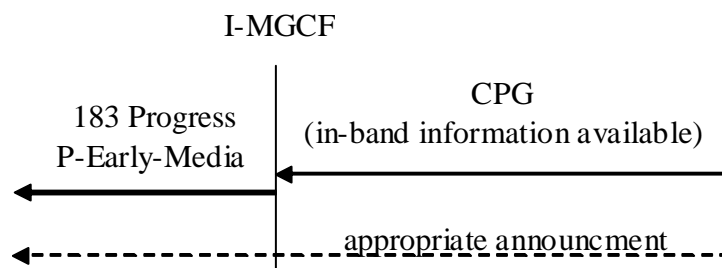 I-MGCF
183 Progress
P-Early-Media
CPG
(in-band information available)
appropriate announcment